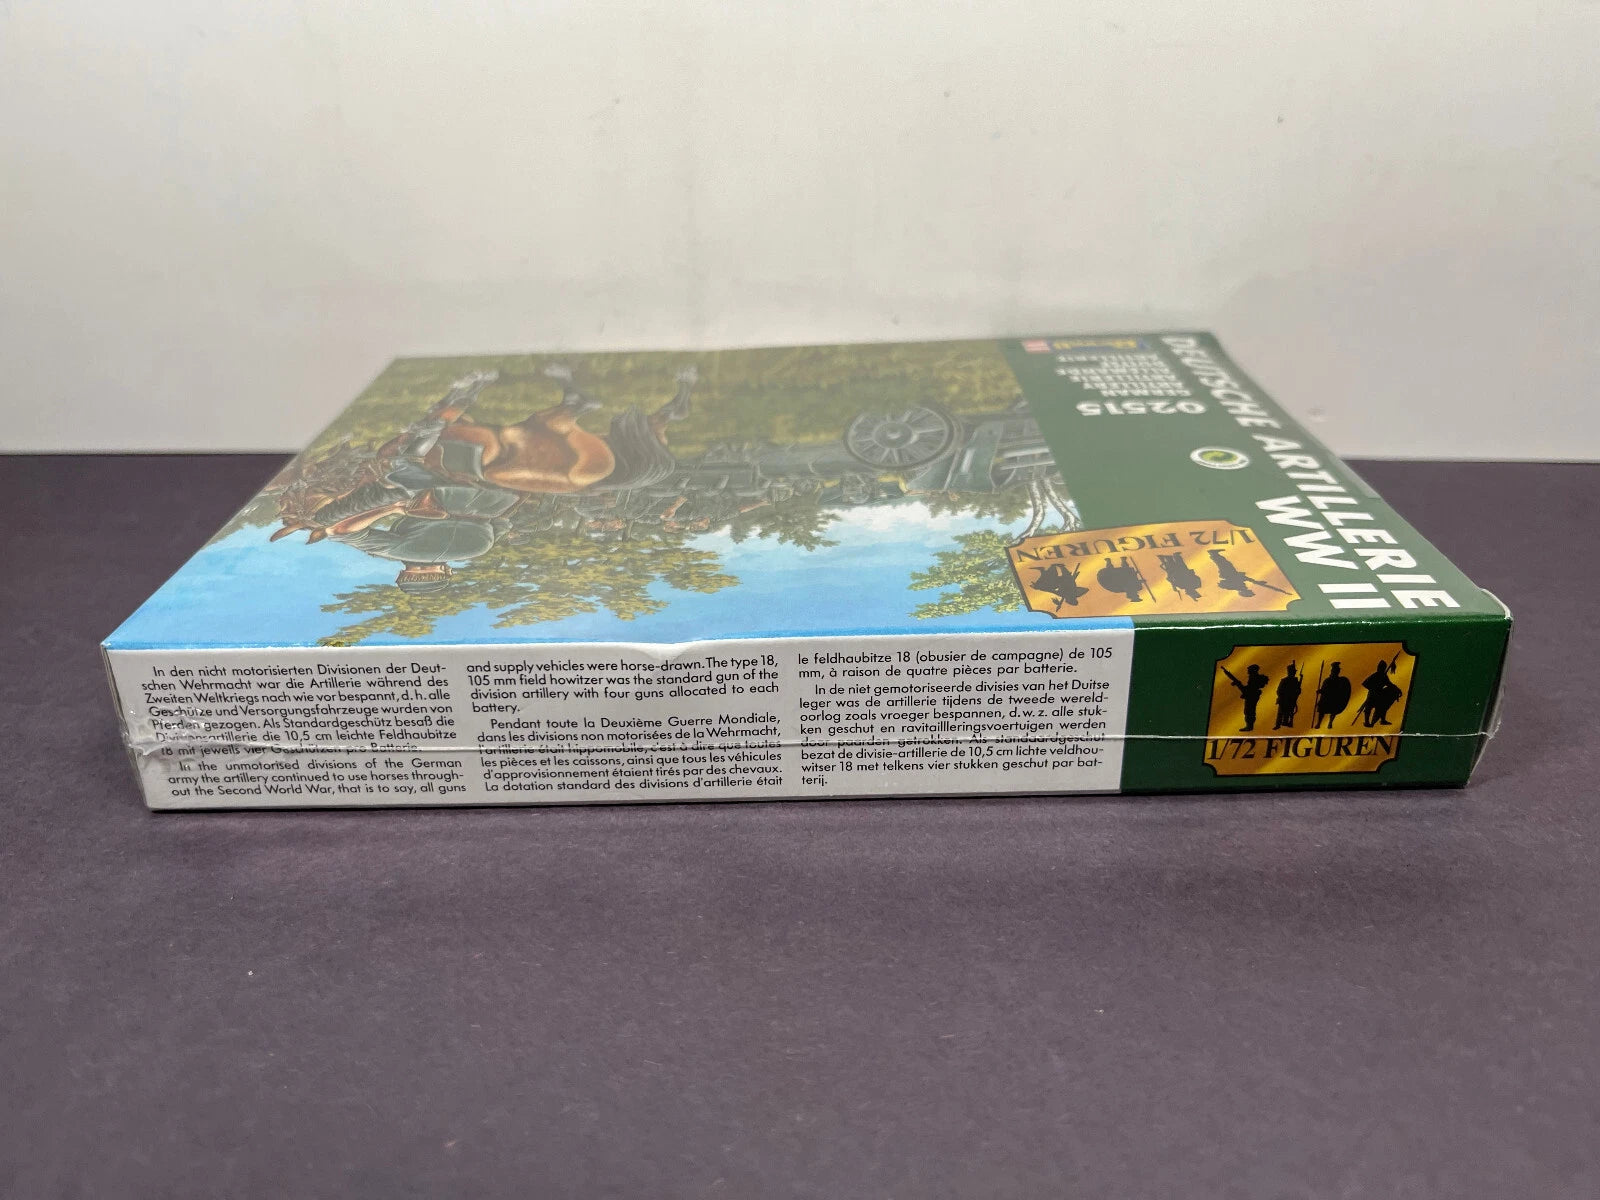 DEUTSCHE ARTILLERIE
WW II
02515
GERMAN
ARTILLERY
ARTILLERIE
1/72 FIGUREN
In den nicht motorisierten Divisionen der Deut-
schen Wehrmacht war die Artillerie während des
Zweiten Weltkriegs nach wie vor bespannt, d.h. alle
Geschütze und Versorgungsfahrzeuge wurden von
Pferden gezogen. Als Standardgeschütz besaß die
Divisionsartillerie die 10,5 cm leichte Feldhaubitze
18 mit jeweils vier Geschützen pro Batterie.
In the unmotorised divisions of the German
army the artillery continued to use horses through-
out the Second World War, that is to say, all guns
and supply vehicles were horse-drawn. The type 18,
105 mm field howitzer was the standard gun of the
division artillery with four guns allocated to each
battery.
Pendant toute la Deuxième Guerre Mondiale,
dans les divisions non motorisées de la Wehrmacht,
l'artillerie était hippomobile, c'est à dire que toutes
les pièces et les caissons, ainsi que tous les véhicules
d'approvisionnement étaient tirés par des chevaux.
La dotation standard des divisions d'artillerie était
le feldhaubitze 18 (obusier de campagne) de 105
mm, à raison de quatre pièces par batterie.
In de niet gemotoriseerde divisies van het Duitse
leger was de artillerie tijdens de tweede wereld-
oorlog zoals vroeger bespannen, d.w.z. alle stuk-
ken geschut en ravitaillleringsvoertuigen werden
door paarden getrokken. Als standaardgeschut
bezat de divisie-artillerie de 10,5 cm lichte veldhou-
witser 18 met telkens vier stukken geschut par bat-
terij.
1/72 FIGUREN